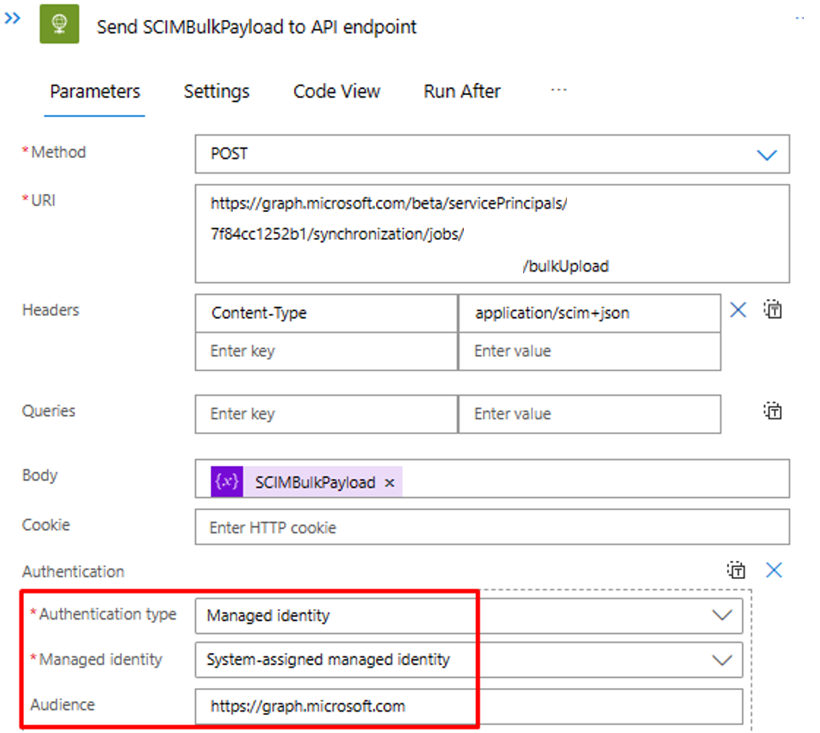 Send SCIMBulkPayload to API endpoint
Parameters Settings Code View Run After ...
* Method POST
* URI https://graph.microsoft.com/beta/servicePrincipals/
7f84cc1252b1/synchronization/jobs/
/bulkUpload
Headers Content-Type application/scim+json
Enter key Enter value
Queries Enter key Enter value
Body {x} SCIMBulkPayload ×
Cookie Enter HTTP cookie
Authentication
* Authentication type Managed identity
* Managed identity System-assigned managed identity
Audience https://graph.microsoft.com